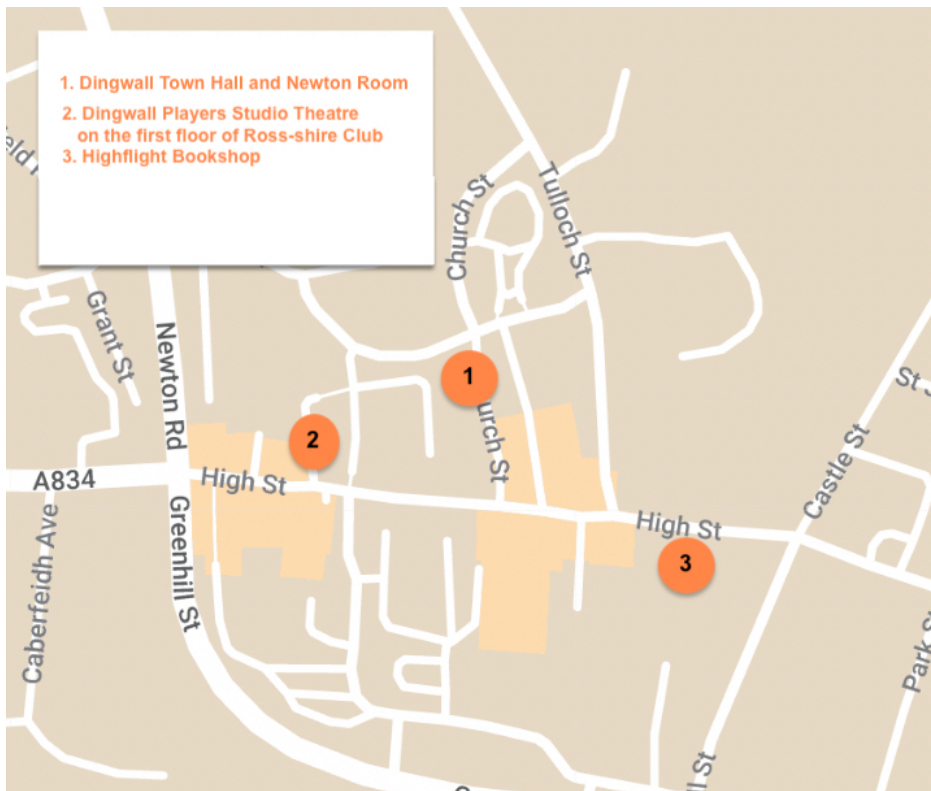 1. Dingwall Town Hall and Newton Room
2. Dingwall Players Studio Theatre
on the first floor of Ross-shire Club
3. Highflight Bookshop
Church St
Tulloch St
Grant St
Newton Rd
1
urch St
2
A834
High St
Castle St
High St
3
Caberfeidh Ave
Greenhill St
Park S